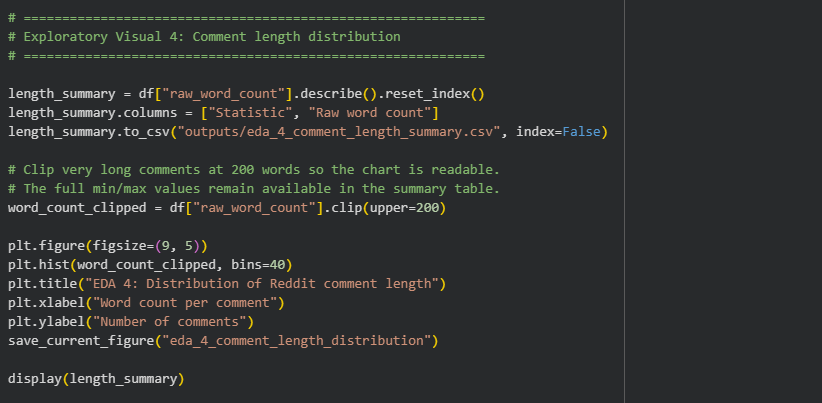 # ============================================================
# Exploratory Visual 4: Comment length distribution
# ============================================================
length_summary = df["raw_word_count"].describe().reset_index()
length_summary.columns = ["Statistic", "Raw word count"]
length_summary.to_csv("outputs/eda_4_comment_length_summary.csv", index=False)
# Clip very long comments at 200 words so the chart is readable.
# The full min/max values remain available in the summary table.
word_count_clipped = df["raw_word_count"].clip(upper=200)
plt.figure(figsize=(9, 5))
plt.hist(word_count_clipped, bins=40)
plt.title("EDA 4: Distribution of Reddit comment length")
plt.xlabel("Word count per comment")
plt.ylabel("Number of comments")
save_current_figure("eda_4_comment_length_distribution")
display(length_summary)